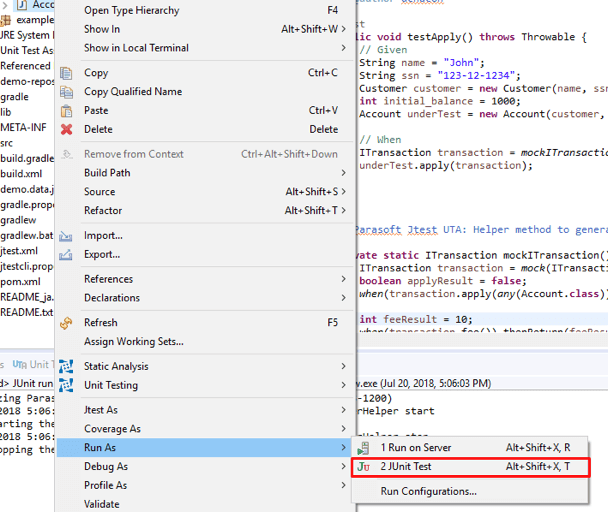 Accou
example
URE System L
Unit Test As
Referenced
demo-repos
gradle
lib
META-INF
src
build.gradle
build.xml
demo.data.j
gradle.prope
gradlew
gradlew.bat
jtest.xml
jtestcli.prop
pom.xml
README_ja.
README.txt
Open Type Hierarchy F4
Show In Alt+Shift+W >
Show in Local Terminal >
Copy Ctrl+C
Copy Qualified Name
Paste Ctrl+V
Delete Delete
Remove from Context Ctrl+Alt+Shift+Down
Build Path >
Source Alt+Shift+S >
Refactor Alt+Shift+T >
Import...
Export...
References >
Declarations >
Refresh F5
Assign Working Sets...
Static Analysis >
Unit Testing >
Jtest As >
Coverage As >
Run As >
Debug As >
Profile As >
Validate
1 Run on Server Alt+Shift+X, R
2 JUnit Test Alt+Shift+X, T
Run Configurations...
st
lic void testApply() throws Throwable {
// Given
String name = "John";
String ssn = "123-12-1234";
Customer customer = new Customer(name, ssn
int initial_balance = 1000;
Account underTest = new Account(customer,
// When
ITransaction transaction = mockITransactio
underTest.apply(transaction);
Parasoft Jtest UTA: Helper method to genera
vate static ITransaction mockITransaction()
ITransaction transaction = mock(ITransacti
boolean applyResult = false;
when(transaction.apply(any(Account.class))
int feeResult = 10;
when(transaction.fee()).thenReturn(feeResu
s Unit T
d> JUnit run
w.exe (Jul 20, 2018, 5:06:03 PM)
zing Paras
-1200)
2018 5:06:
rHelper start
arting the
2018 5:06:
rHelper stop
opping the